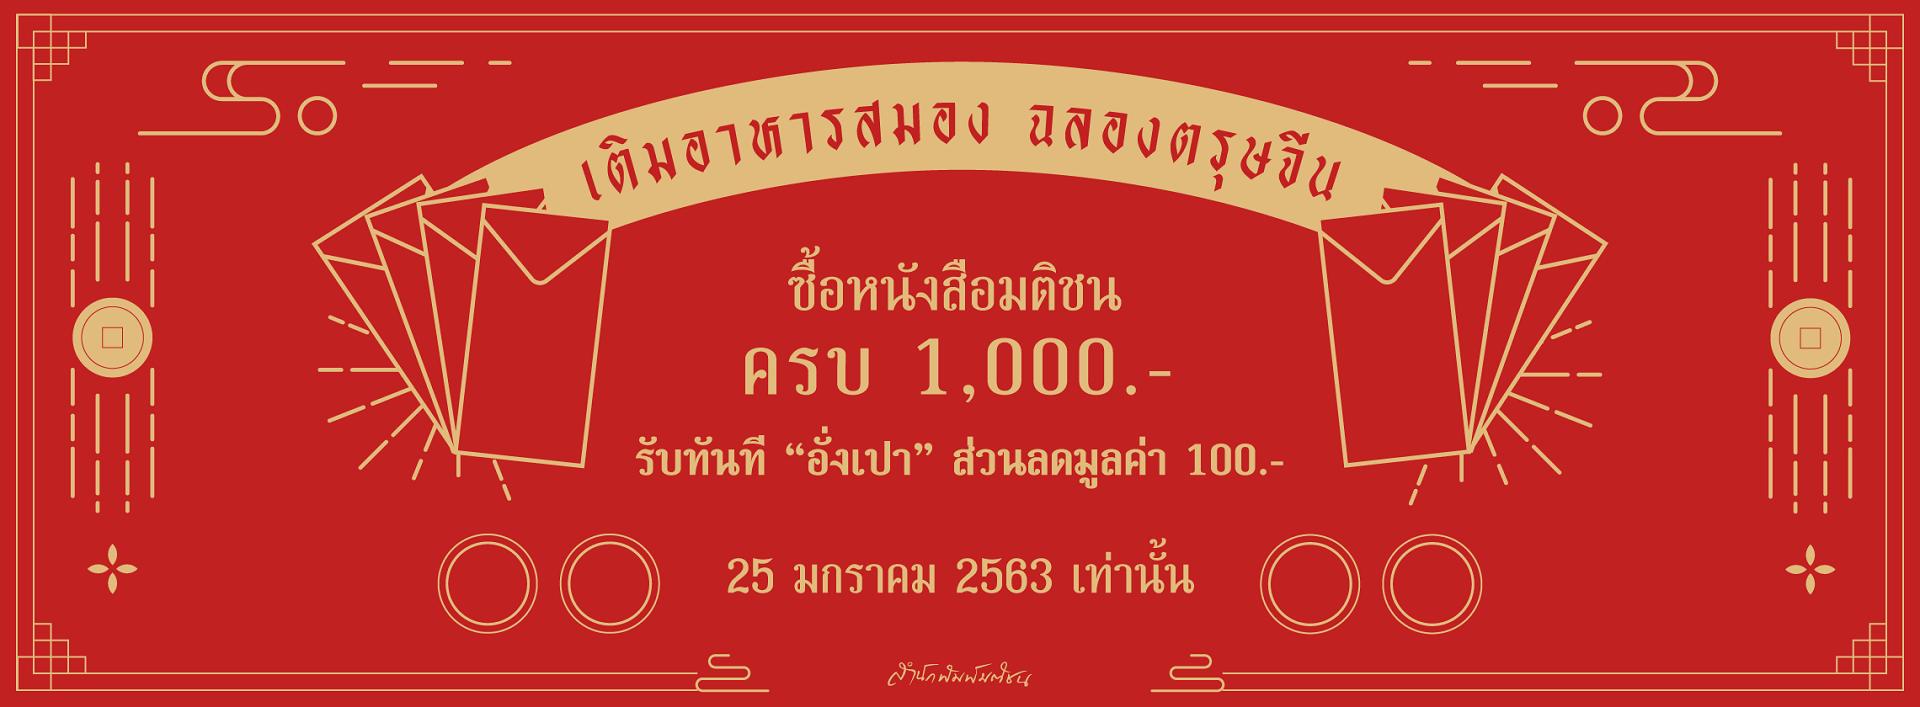 เติมอาหารสมอง ฉลองตรุษจีน
ซื้อหนังสือมติชน
ครบ 1,000.-
รับทันที “อั่งเปา” ส่วนลดมูลค่า 100.-
25 มกราคม 2563 เท่านั้น
สำนักพิมพ์มติชน